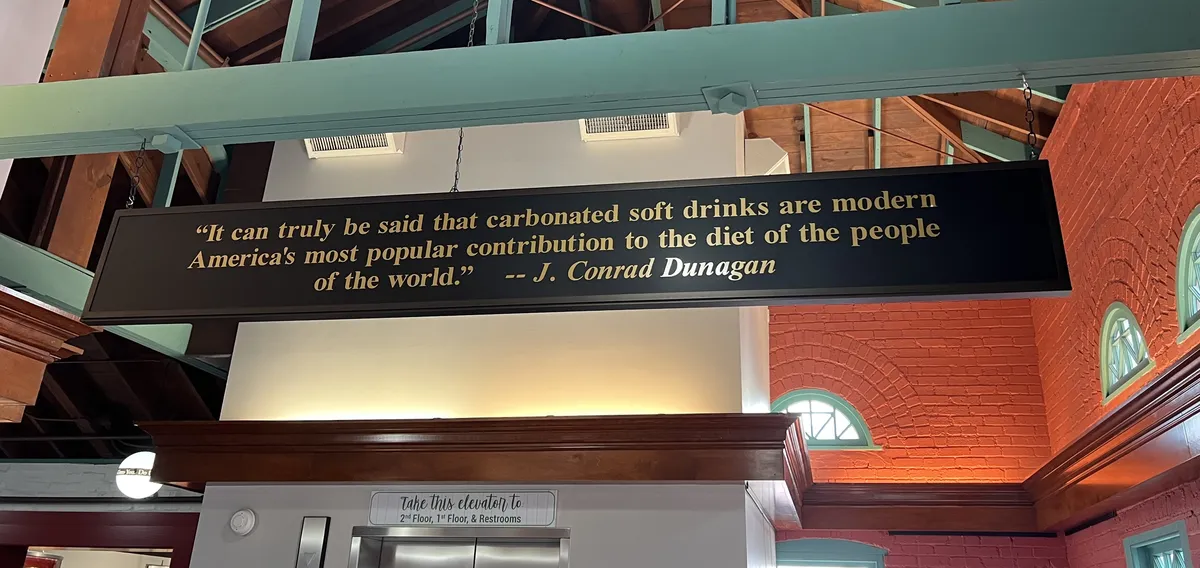 “It can truly be said that carbonated soft drinks are modern
America's most popular contribution to the diet of the people
of the world.” -- J. Conrad Dunagan
Take this elevator to
2nd Floor, 1st Floor, & Restrooms